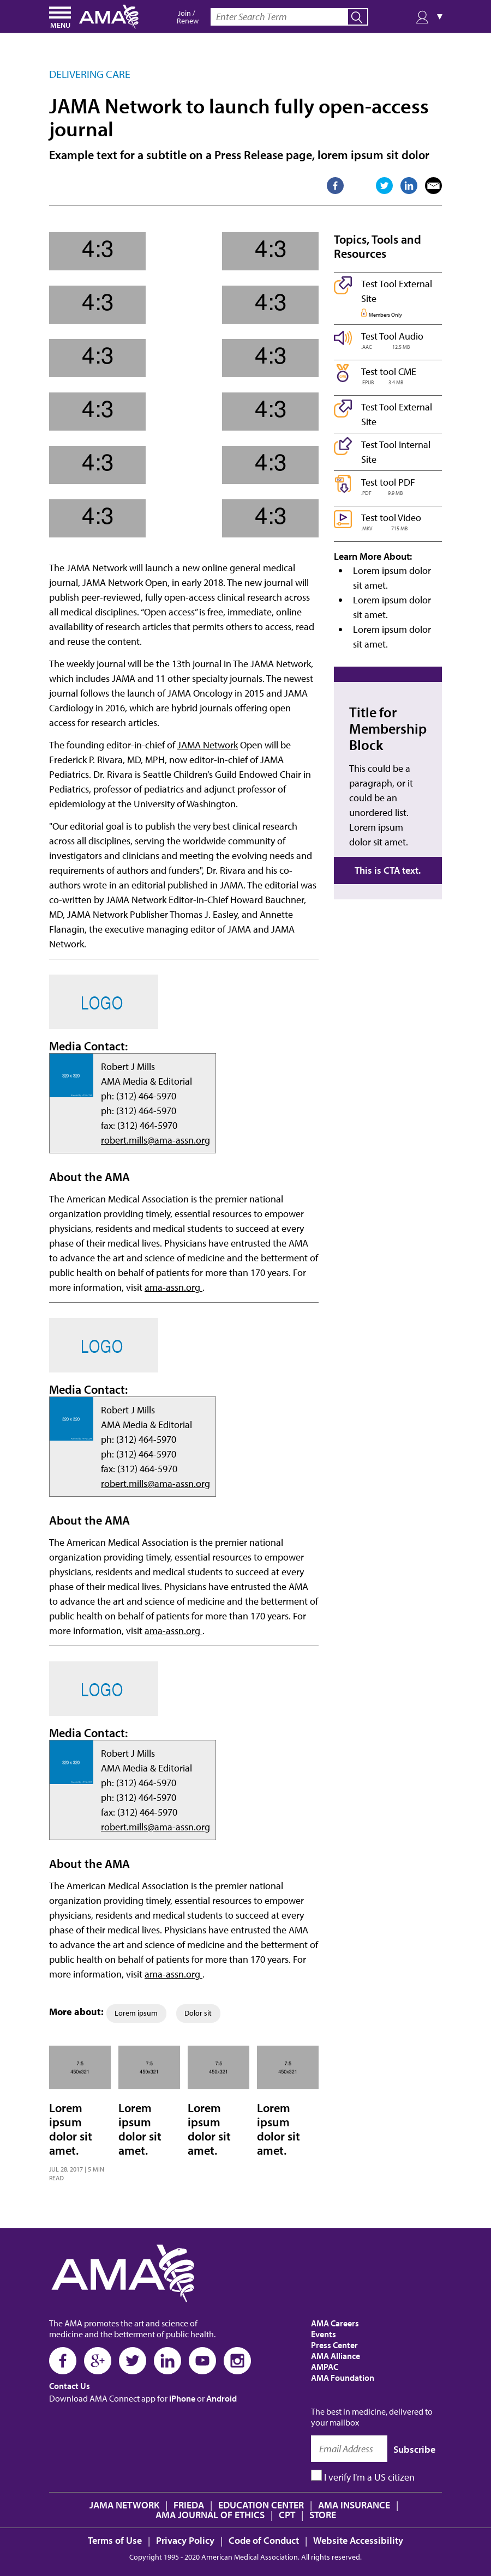 MENU
AMA
Join /
Renew
Enter Search Term
DELIVERING CARE
JAMA Network to launch fully open-access
journal
Example text for a subtitle on a Press Release page, lorem ipsum sit dolor
4:3 4:3
4:3 4:3
4:3 4:3
4:3 4:3
4:3 4:3
4:3 4:3
The JAMA Network will launch a new online general medical
journal, JAMA Network Open, in early 2018. The new journal will
publish peer-reviewed, fully open-access clinical research across
all medical disciplines. “Open access” is free, immediate, online
availability of research articles that permits others to access, read
and reuse the content.
The weekly journal will be the 13th journal in The JAMA Network,
which includes JAMA and 11 other specialty journals. The newest
journal follows the launch of JAMA Oncology in 2015 and JAMA
Cardiology in 2016, which are hybrid journals offering open
access for research articles.
The founding editor-in-chief of JAMA Network Open will be
Frederick P. Rivara, MD, MPH, now editor-in-chief of JAMA
Pediatrics. Dr. Rivara is Seattle Children’s Guild Endowed Chair in
Pediatrics, professor of pediatrics and adjunct professor of
epidemiology at the University of Washington.
"Our editorial goal is to publish the very best clinical research
across all disciplines, serving the worldwide community of
investigators and clinicians and meeting the evolving needs and
requirements of authors and funders", Dr. Rivara and his co-
authors wrote in an editorial published in JAMA. The editorial was
co-written by JAMA Network Editor-in-Chief Howard Bauchner,
MD, JAMA Network Publisher Thomas J. Easley, and Annette
Flanagin, the executive managing editor of JAMA and JAMA
Network.
Topics, Tools and
Resources
Test Tool External
Site
Members Only
Test Tool Audio
.AAC 12.5 MB
Test tool CME
.EPUB 3.4 MB
Test Tool External
Site
Test Tool Internal
Site
Test tool PDF
.PDF 9.9 MB
Test tool Video
.MKV 715 MB
Learn More About:
• Lorem ipsum dolor
sit amet.
• Lorem ipsum dolor
sit amet.
• Lorem ipsum dolor
sit amet.
Title for
Membership
Block
This could be a
paragraph, or it
could be an
unordered list.
Lorem ipsum
dolor sit amet.
This is CTA text.
LOGO
Media Contact:
320 x 320
Robert J Mills
AMA Media & Editorial
ph: (312) 464-5970
ph: (312) 464-5970
fax: (312) 464-5970
robert.mills@ama-assn.org
About the AMA
The American Medical Association is the premier national
organization providing timely, essential resources to empower
physicians, residents and medical students to succeed at every
phase of their medical lives. Physicians have entrusted the AMA
to advance the art and science of medicine and the betterment of
public health on behalf of patients for more than 170 years. For
more information, visit ama-assn.org .
LOGO
Media Contact:
320 x 320
Robert J Mills
AMA Media & Editorial
ph: (312) 464-5970
ph: (312) 464-5970
fax: (312) 464-5970
robert.mills@ama-assn.org
About the AMA
The American Medical Association is the premier national
organization providing timely, essential resources to empower
physicians, residents and medical students to succeed at every
phase of their medical lives. Physicians have entrusted the AMA
to advance the art and science of medicine and the betterment of
public health on behalf of patients for more than 170 years. For
more information, visit ama-assn.org .
LOGO
Media Contact:
320 x 320
Robert J Mills
AMA Media & Editorial
ph: (312) 464-5970
ph: (312) 464-5970
fax: (312) 464-5970
robert.mills@ama-assn.org
About the AMA
The American Medical Association is the premier national
organization providing timely, essential resources to empower
physicians, residents and medical students to succeed at every
phase of their medical lives. Physicians have entrusted the AMA
to advance the art and science of medicine and the betterment of
public health on behalf of patients for more than 170 years. For
more information, visit ama-assn.org .
More about: Lorem ipsum Dolor sit
7:5
450x321
Lorem
ipsum
dolor sit
amet.
JUL 28, 2017 | 5 MIN
READ
7:5
450x321
Lorem
ipsum
dolor sit
amet.
7:5
450x321
Lorem
ipsum
dolor sit
amet.
7:5
450x321
Lorem
ipsum
dolor sit
amet.
AMA
The AMA promotes the art and science of
medicine and the betterment of public health.
Contact Us
Download AMA Connect app for iPhone or Android
AMA Careers
Events
Press Center
AMA Alliance
AMPAC
AMA Foundation
The best in medicine, delivered to
your mailbox
Email Address Subscribe
I verify I'm a US citizen
JAMA NETWORK | FRIEDA | EDUCATION CENTER | AMA INSURANCE |
AMA JOURNAL OF ETHICS | CPT | STORE
Terms of Use | Privacy Policy | Code of Conduct | Website Accessibility
Copyright 1995 - 2020 American Medical Association. All rights reserved.